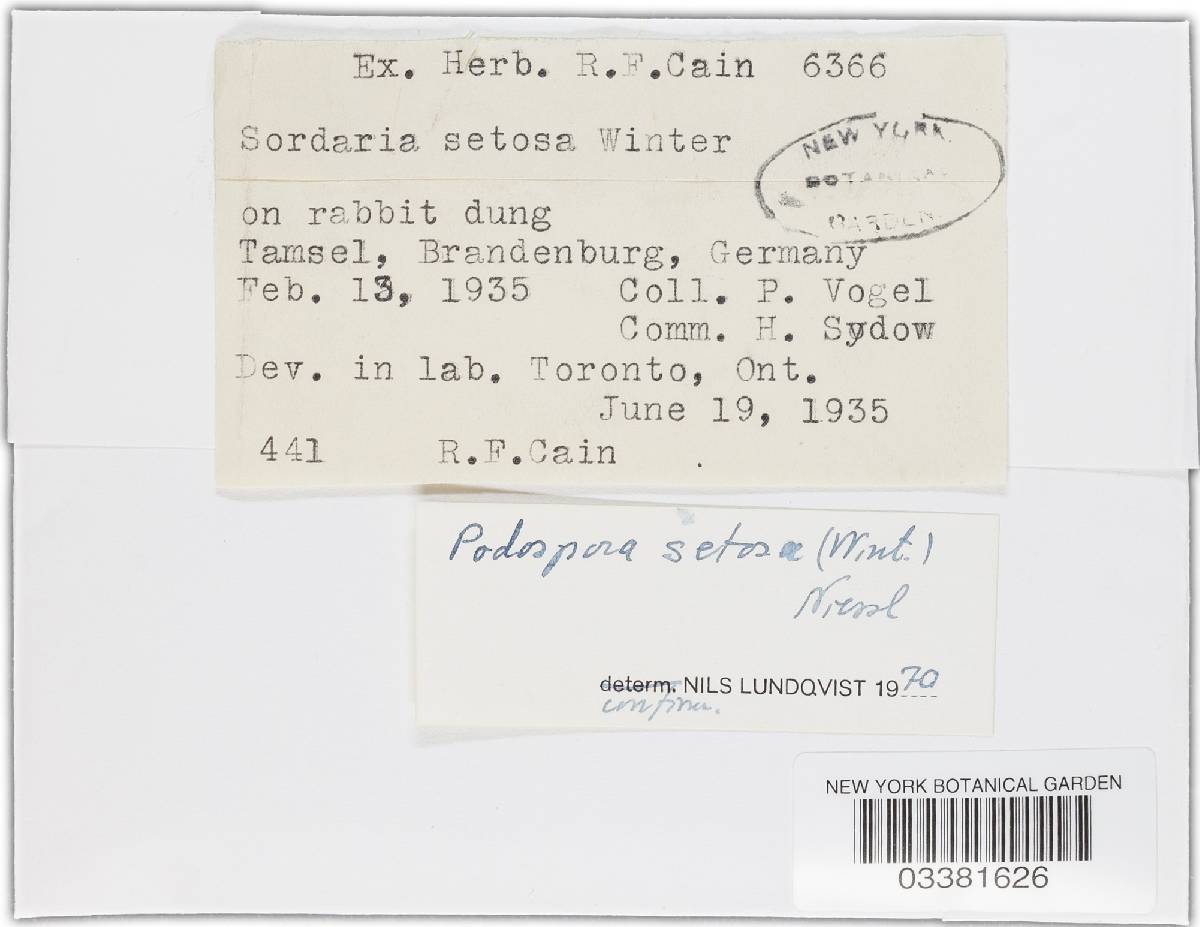 Ex. Herb. R.F.Cain 6366
Sordaria setosa Winter
NEW YORK
BOTANICAL
GARDEN
on rabbit dung
Tamsel, Brandenburg, Germany
Feb. 13, 1935 Coll. P. Vogel
Comm. H. Sydow
Dev. in lab. Toronto, Ont.
June 19, 1935
441 R.F.Cain
Podospora setosa (Wint.)
Niessl
determ. NILS LUNDQVIST 1970
confirm.
NEW YORK BOTANICAL GARDEN
03381626